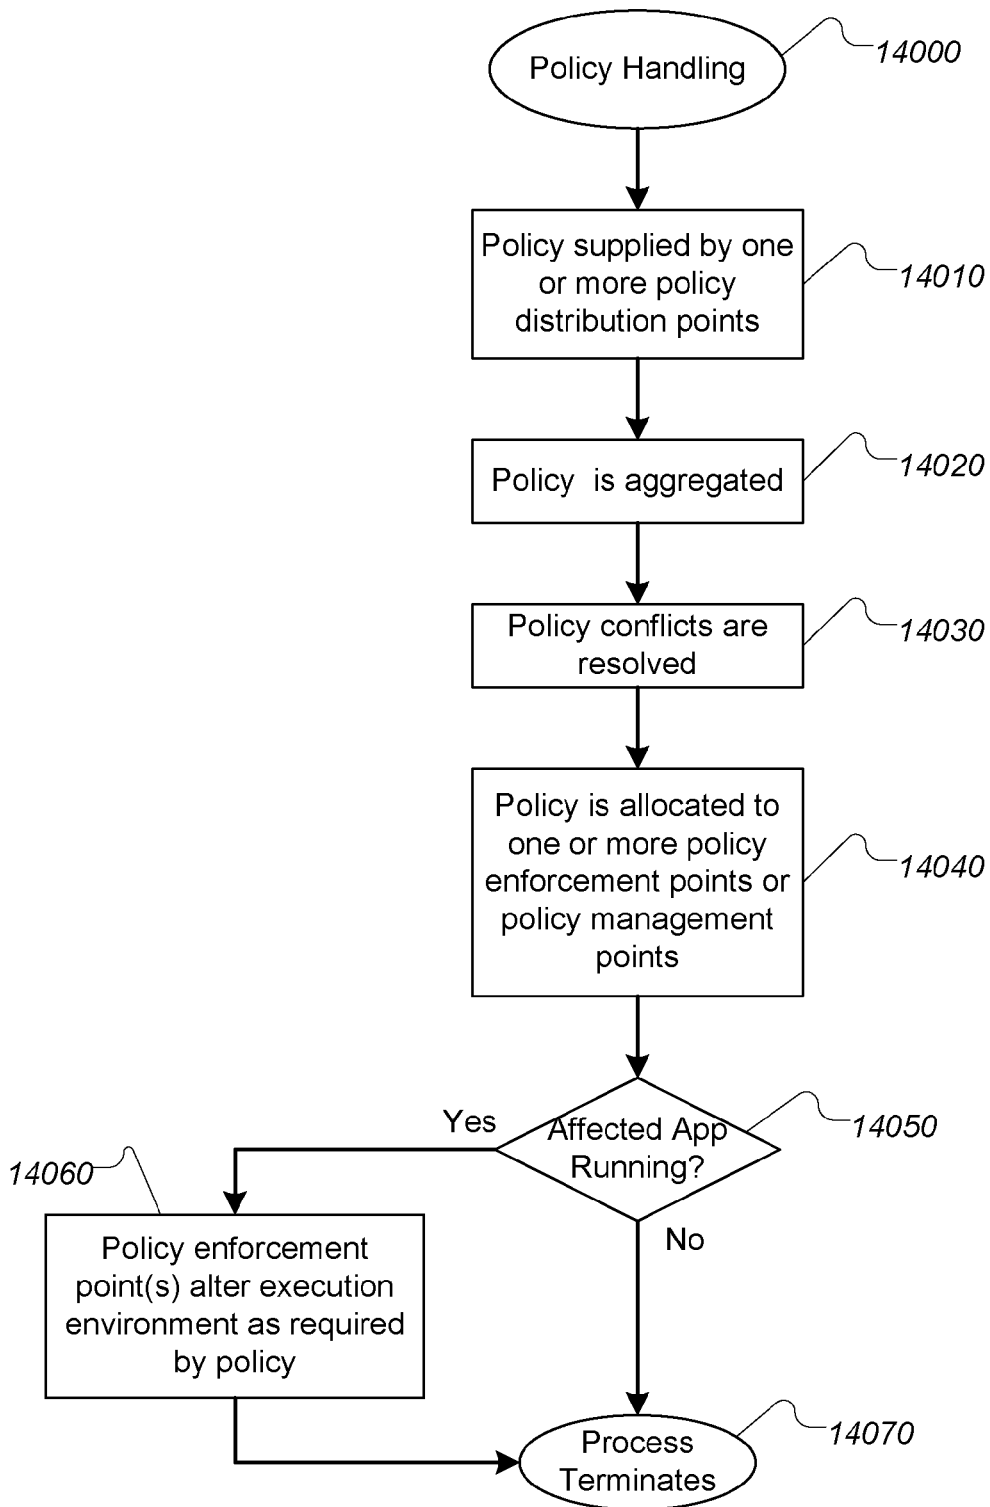 Policy Handling
14000
Policy supplied by one
or more policy
distribution points
14010
Policy is aggregated
14020
Policy conflicts are
resolved
14030
Policy is allocated to
one or more policy
enforcement points or
policy management
points
14040
Affected App
Running?
14050
Yes
No
14060
Policy enforcement
point(s) alter execution
environment as required
by policy
Process
Terminates
14070